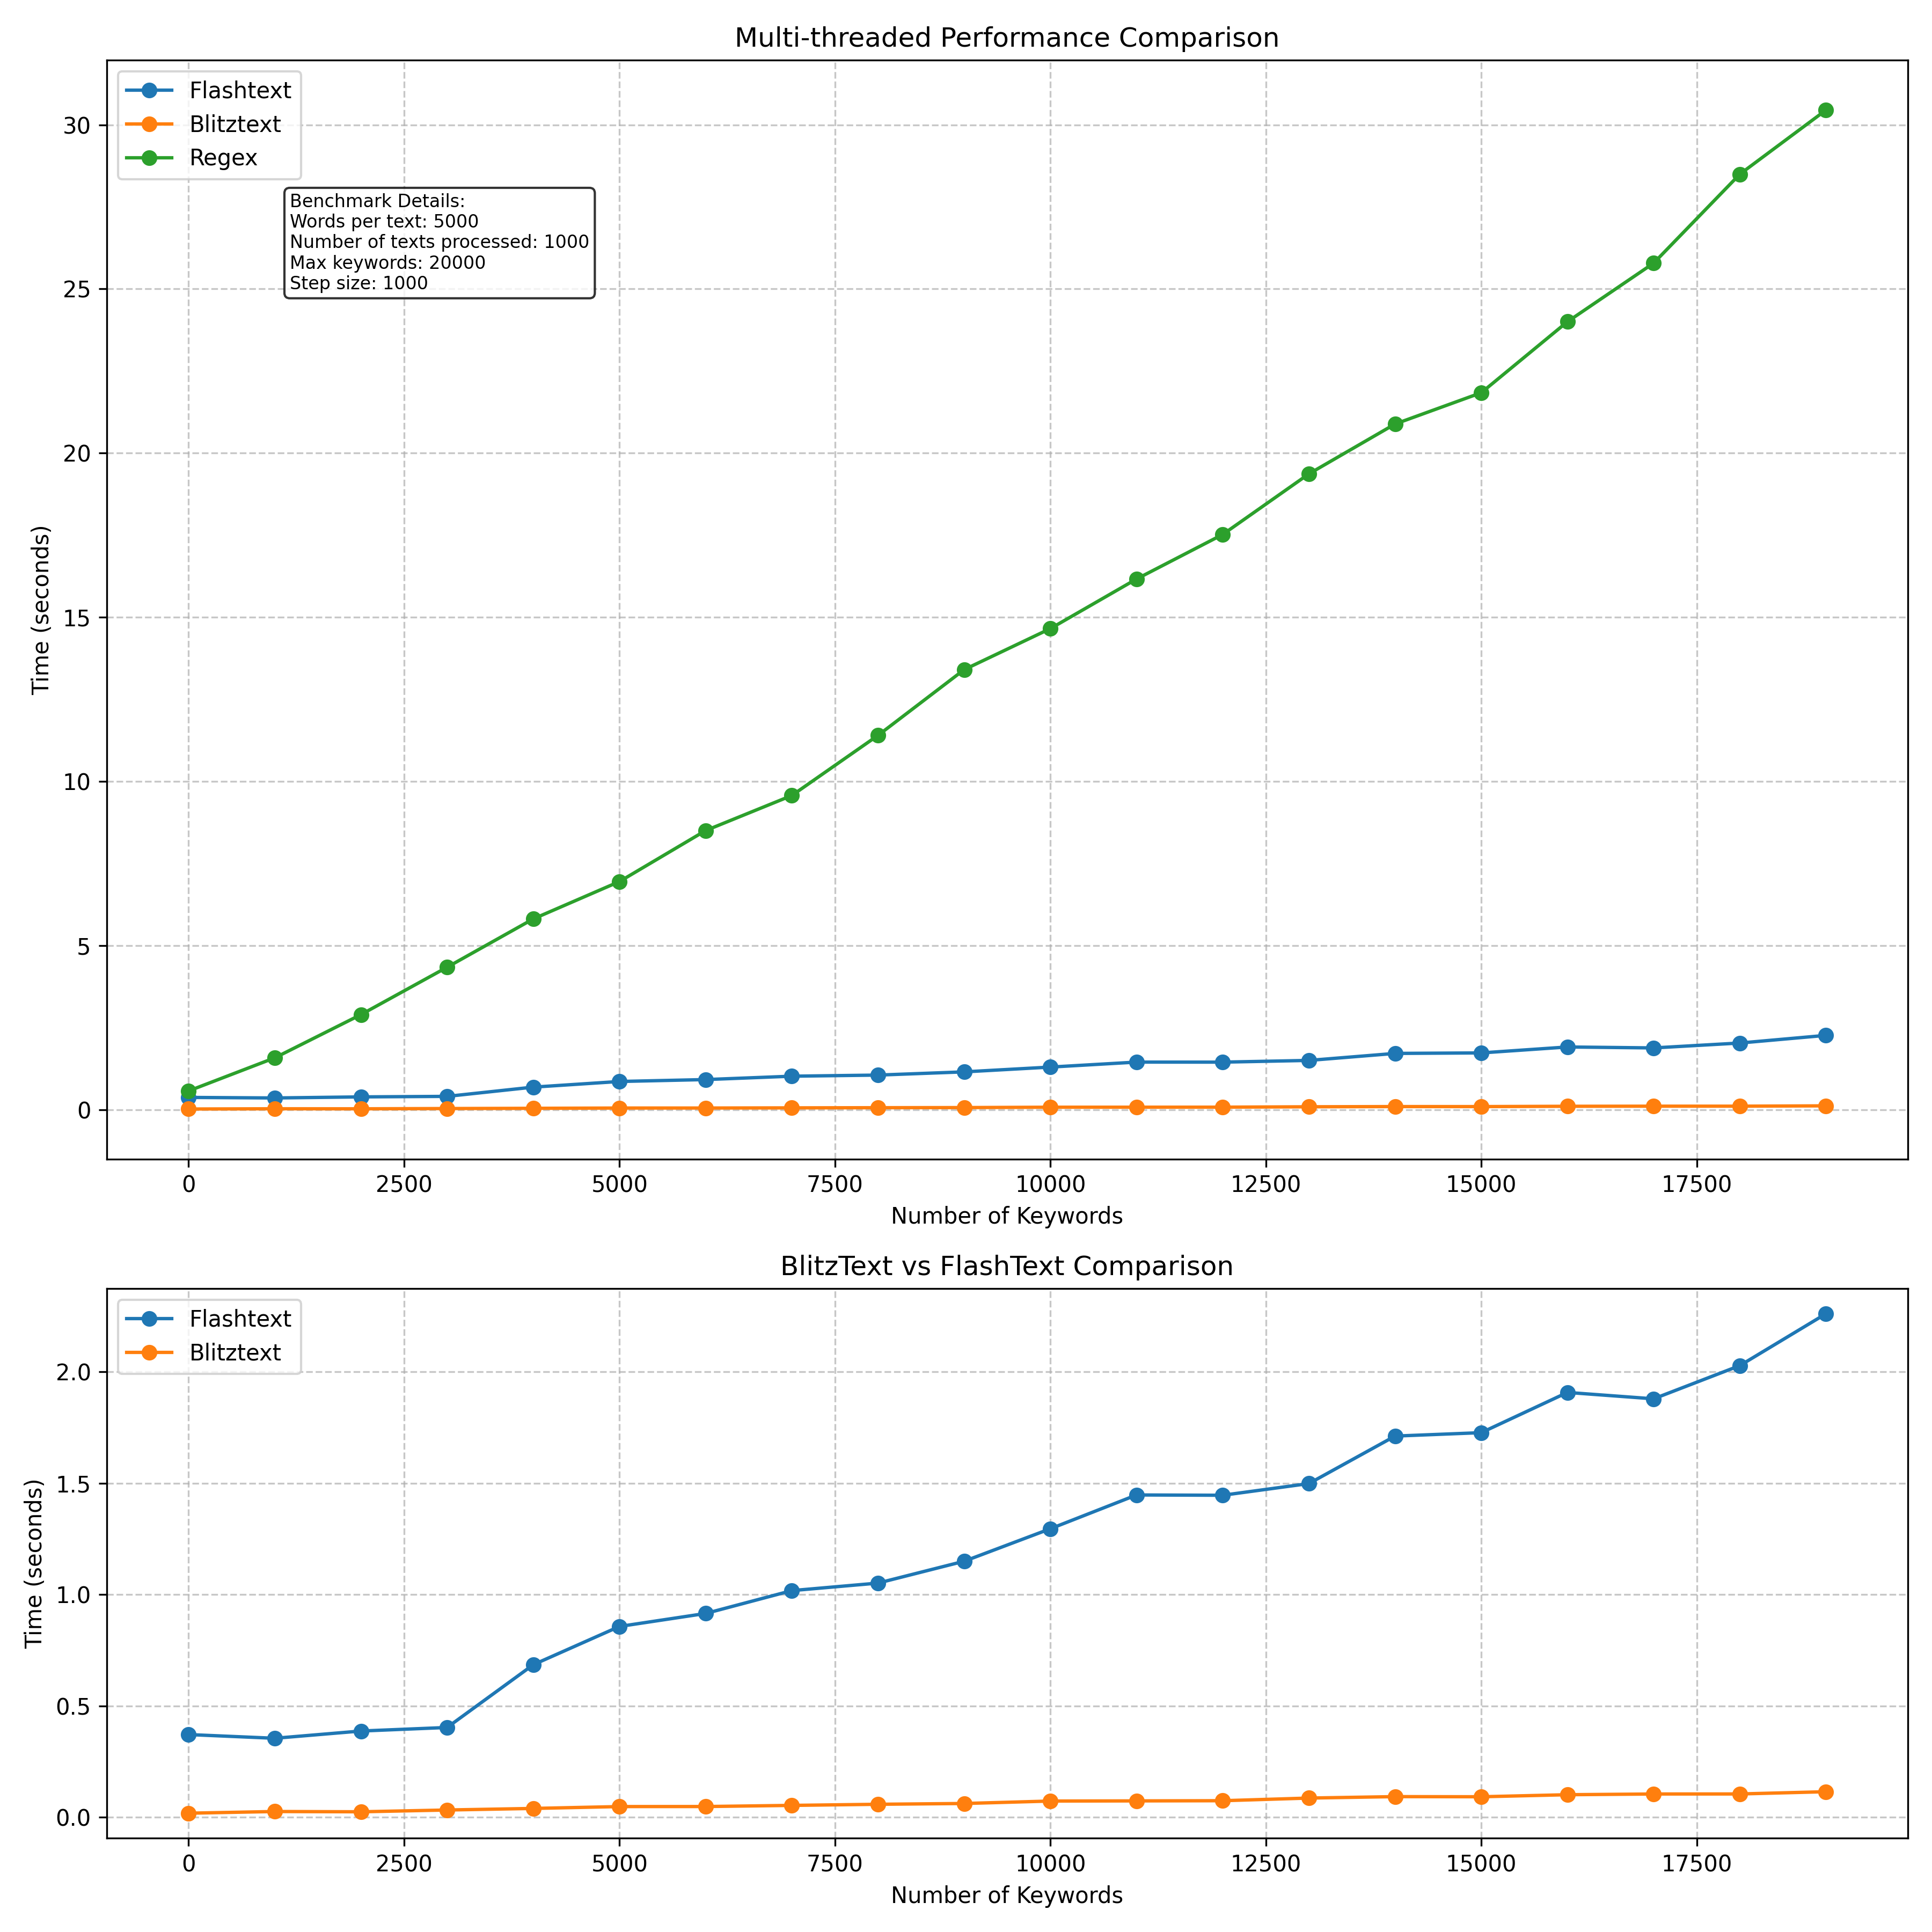 Multi-threaded Performance Comparison
Flashtext
Blitztext
Regex
Benchmark Details:
Words per text: 5000
Number of texts processed: 1000
Max keywords: 20000
Step size: 1000
30
25
20
15
10
5
0
Time (seconds)
0 2500 5000 7500 10000 12500 15000 17500
Number of Keywords
BlitzText vs FlashText Comparison
Flashtext
Blitztext
2.0
1.5
1.0
0.5
0.0
Time (seconds)
0 2500 5000 7500 10000 12500 15000 17500
Number of Keywords